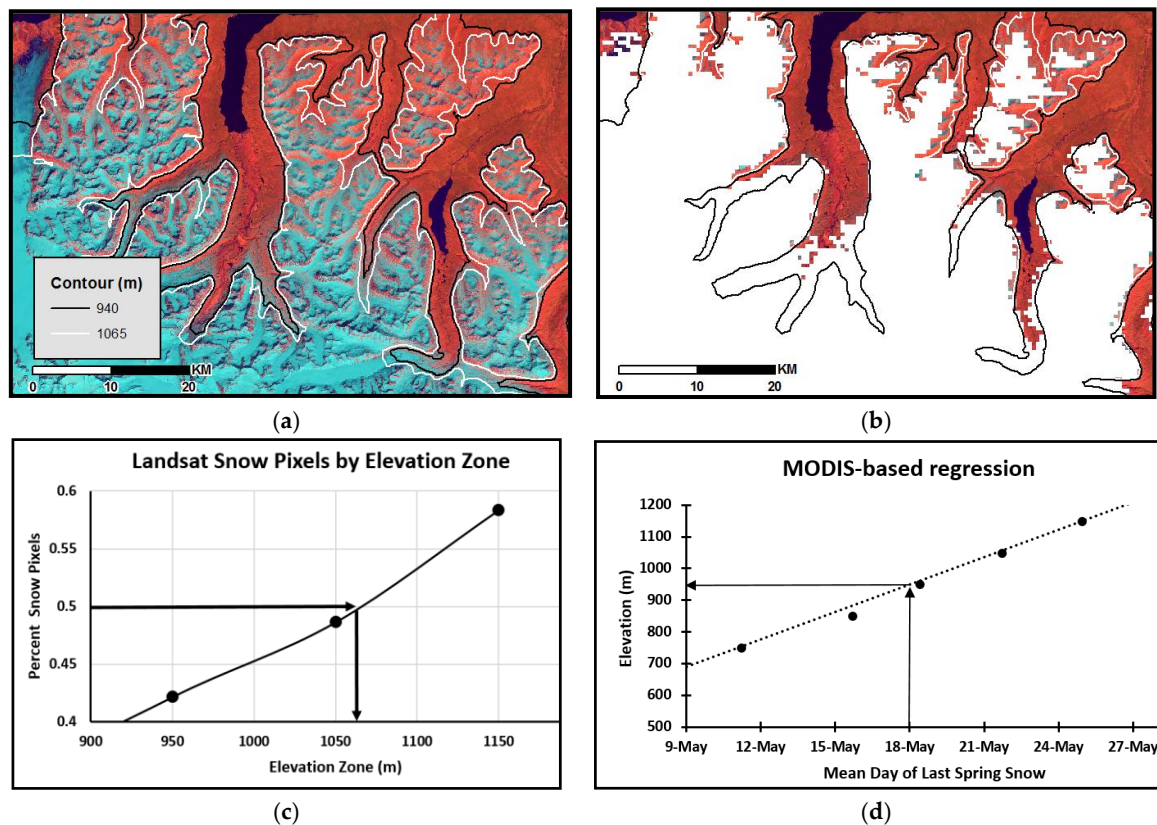 Contour (m)
940
1065
KM
0 10 20
(a)
KM
0 10 20
(b)
Landsat Snow Pixels by Elevation Zone
Percent Snow Pixels
0.6
0.55
0.5
0.45
0.4
900 950 1000 1050 1100 1150
Elevation Zone (m)
(c)
MODIS-based regression
Elevation (m)
1200
1100
1000
900
800
700
600
500
9-May 12-May 15-May 18-May 21-May 24-May 27-May
Mean Day of Last Spring Snow
(d)